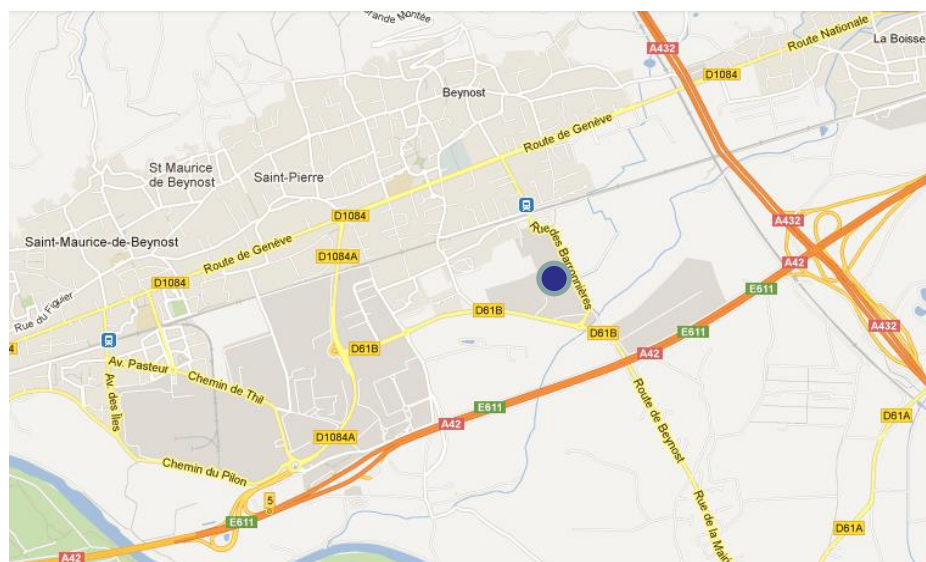 Grande Montée
A432
Route Nationale
La Boisse
D1084
Beynost
Route de Genève
St Maurice
de Beynost
Saint-Pierre
D1084
Saint-Maurice-de-Beynost
Route de Genève
D1084A
Rue des Barronnières
A432
A42
D1084
E611
Rue du Figuier
D61B
D61B
E611
A432
D61B
A42
Av. Pasteur
Chemin de Thil
Av. des Îles
E611
A42
D1084A
Route de Beynost
D61A
Chemin du Pilon
5
E611
Rue de la
D61A
A42